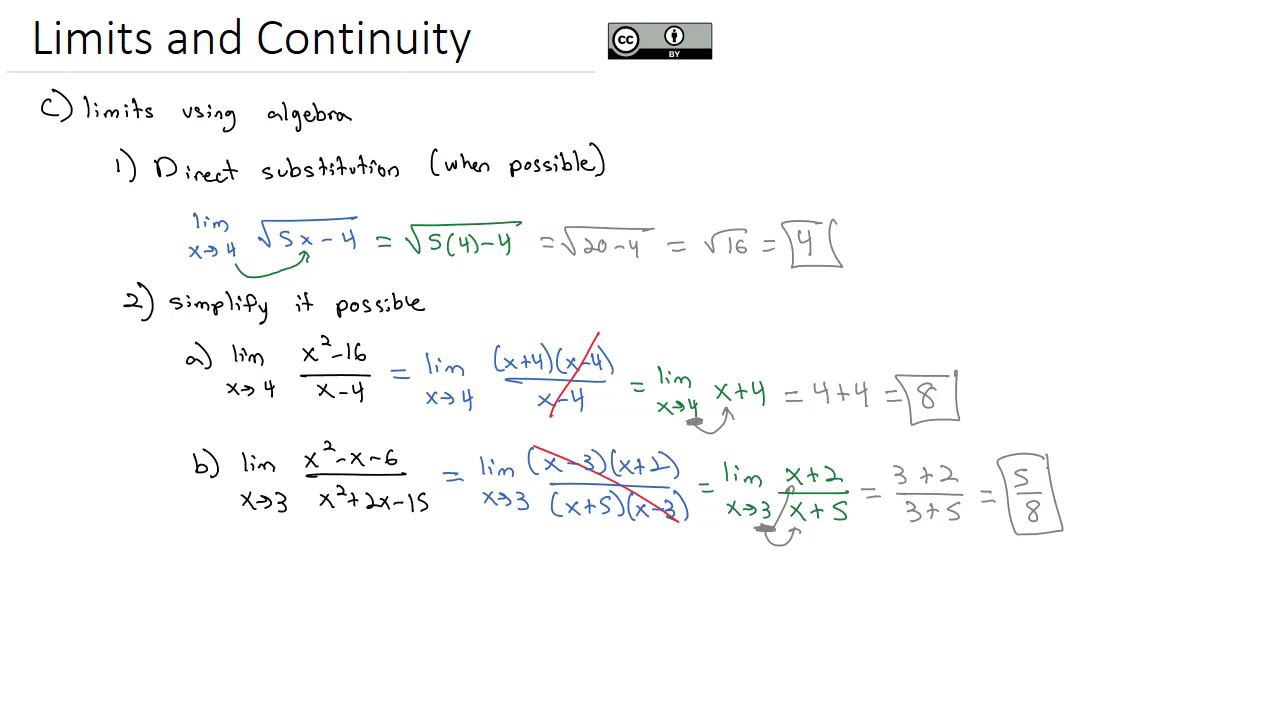 Limits and Continuity
cc BY
c) limits using algebra
1) Direct substitution (when possible)
lim x→4 √(5x-4) = √(5(4)-4) = √(20-4) = √16 = 4
2) simplify if possible
a) lim x→4 (x²-16)/(x-4) = lim x→4 (x+4)(x-4)/(x-4) = lim x→4 x+4 = 4+4 = 8
b) lim x→3 (x²-x-6)/(x²+2x-15) = lim x→3 (x-3)(x+2)/(x+5)(x-3) = lim x→3 (x+2)/(x+5) = (3+2)/(3+5) = 5/8